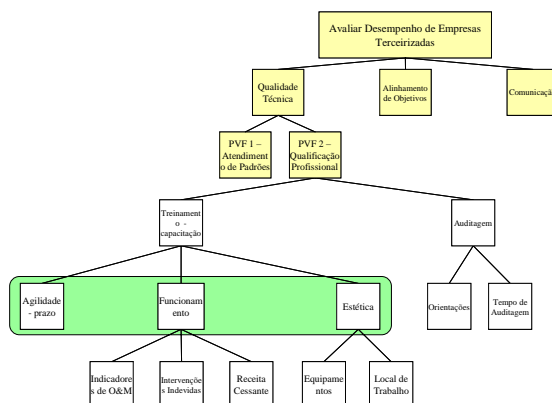 Avaliar Desempenho de Empresas
Terceirizadas
Qualidade
Técnica
Alinhamento
de Objetivos
Comunicaçã
PVF 1 –
Atendiment
o de Padrões
PVF 2 –
Qualificação
Profissional
Treinament
o -
capacitação
Auditagem
Agilidade
- prazo
Funcionam
ento
Estética
Orientações
Tempo de
Auditagem
Indicadore
s de O&M
Intervençõe
s Indevidas
Receita
Cessante
Equipame
ntos
Local de
Trabalho